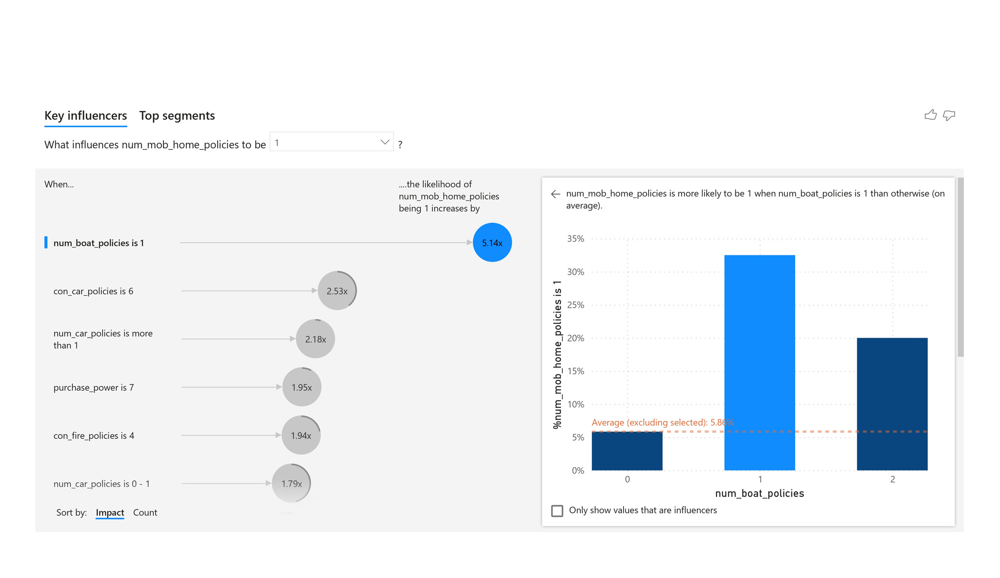 Key influencers Top segments
What influences num_mob_home_policies to be 1 ?
When...
....the likelihood of
num_mob_home_policies
being 1 increases by
num_boat_policies is 1 5.14x
con_car_policies is 6 2.53x
num_car_policies is more
than 1 2.18x
purchase_power is 7 1.95x
con_fire_policies is 4 1.94x
num_car_policies is 0 - 1 1.79x
Sort by: Impact Count
num_mob_home_policies is more likely to be 1 when num_boat_policies is 1 than otherwise (on
average).
%num_mob_home_policies is 1
35%
30%
25%
20%
15%
10%
Average (excluding selected): 5.86%
5%
0%
0 1 2
num_boat_policies
Only show values that are influencers